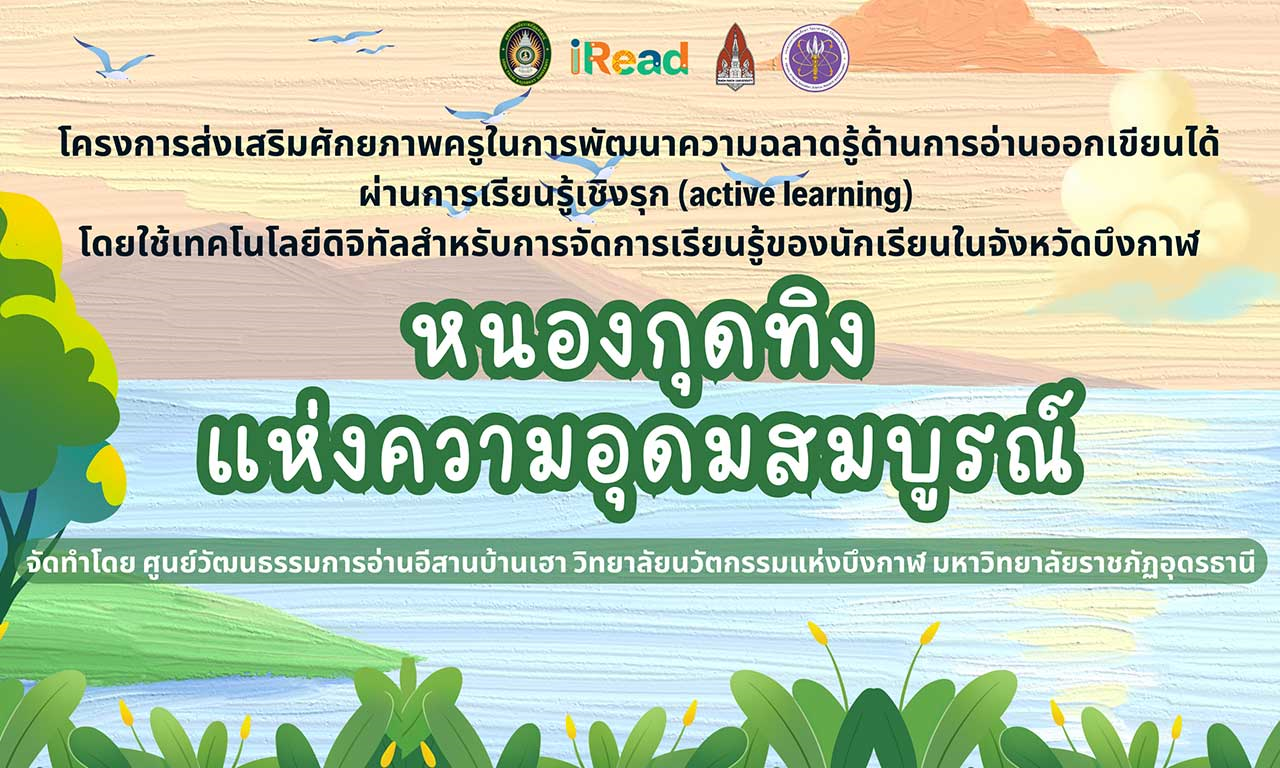 iRead
โครงการส่งเสริมศักยภาพครูในการพัฒนาความฉลาดรู้ด้านการอ่านออกเขียนได้
ผ่านการเรียนรู้เชิงรุก (active learning)
โดยใช้เทคโนโลยีดิจิทัลสำหรับการจัดการเรียนรู้ของนักเรียนในจังหวัดบึงกาฬ
หนองกุดทิง
แห่งความอุดมสมบูรณ์
จัดทำโดย ศูนย์วัฒนธรรมการอ่านอีสานบ้านเฮา วิทยาลัยนวัตกรรมแห่งบึงกาฬ มหาวิทยาลัยราชภัฏอุดรธานี